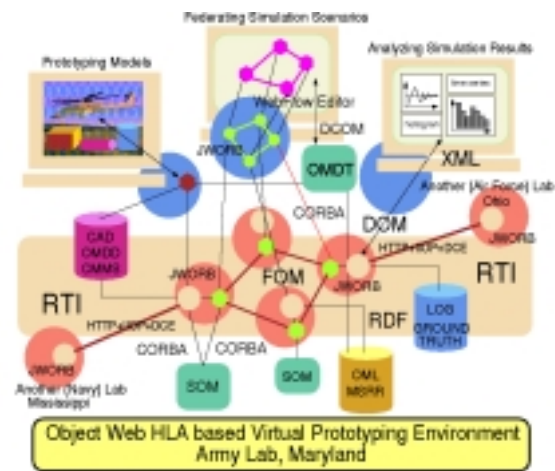 Federating Simulation Scenarios
Prototyping Models
Analyzing Simulation Results
WebFlow Editor
DCOM
JWORB
OMDT
XML
Another (Air Force) Lab
Ohio
CORBA
DOM
JWORB
CAD
OMDD
CMMS
HTTP+IIOP+DCE
JWORB
FOM
JWORB
RTI
RTI
LOG
GROUND
TRUTH
RDF
HTTP+IIOP+DCE
CORBA
CORBA
JWORB
SOM
SOM
OML
MSRR
Another (Navy) Lab
Mississippi
Object Web HLA based Virtual Prototyping Environment
Army Lab, Maryland